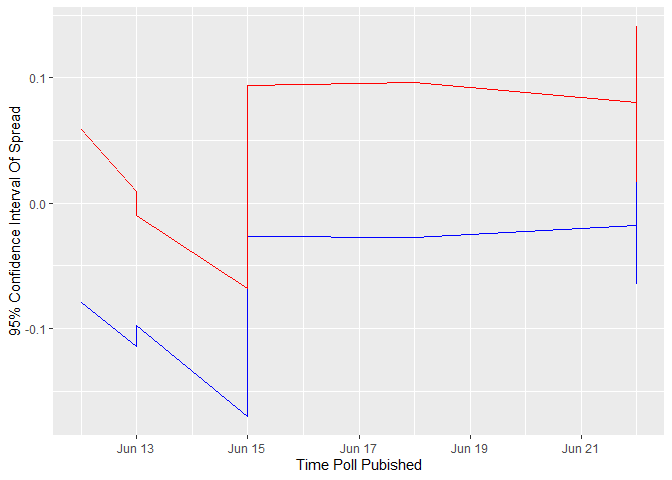 95% Confidence Interval Of Spread
0.1
0.0
-0.1
Jun 13
Jun 15
Jun 17
Jun 19
Jun 21
Time Poll Pubished